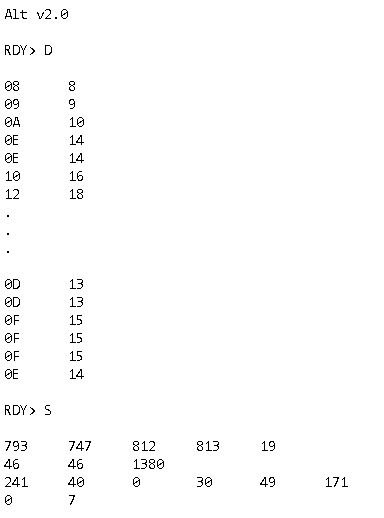 Alt v2.0
RDY> D
08 8
09 9
0A 10
0E 14
0E 14
10 16
12 18
.
.
.
0D 13
0D 13
0F 15
0F 15
0F 15
0E 14
RDY> S
793 747 812 813 19
46 46 1380
241 40 0 30 49 171
0 7